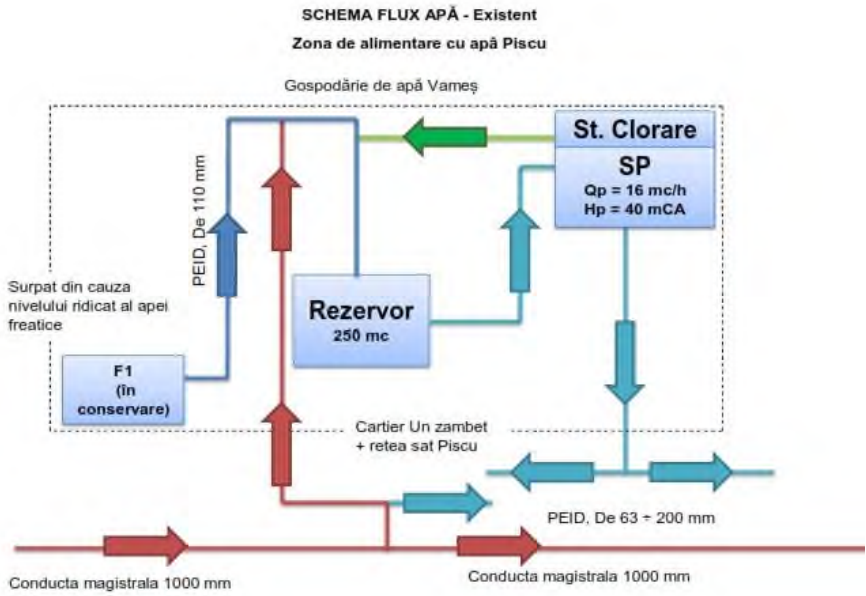 SCHEMA FLUX APĂ - Existent
Zona de alimentare cu apă Piscu
Gospodărie de apă Vameș
St. Clorare
SP
Qp = 16 mc/h
Hp = 40 mCA
PEID, De 110 mm
Surpat din cauza
nivelului ridicat al apei
freatice
Rezervor
250 mc
F1
(în
conservare)
Cartier Un zambet
+ retea sat Piscu
PEID, De 63 ÷ 200 mm
Conducta magistrala 1000 mm
Conducta magistrala 1000 mm